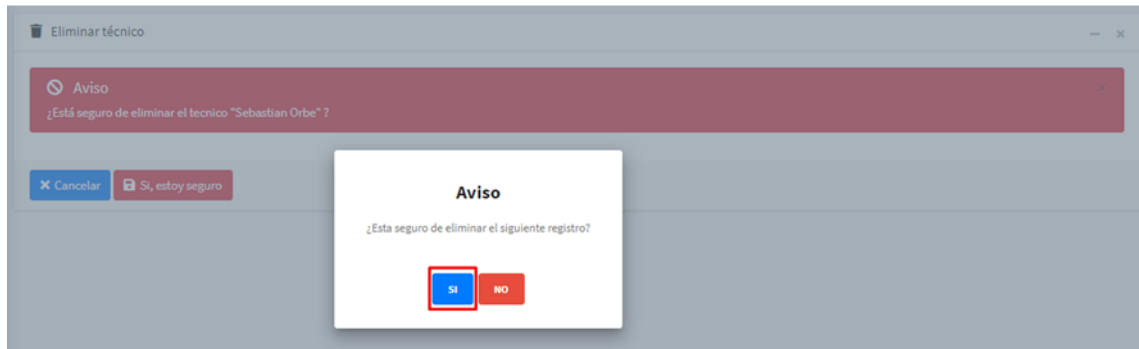 Eliminar técnico
Aviso
¿Está seguro de eliminar el tecnico "Sebastian Orbe" ?
Cancelar
Si, estoy seguro
Aviso
¿Esta seguro de eliminar el siguiente registro?
SI
NO